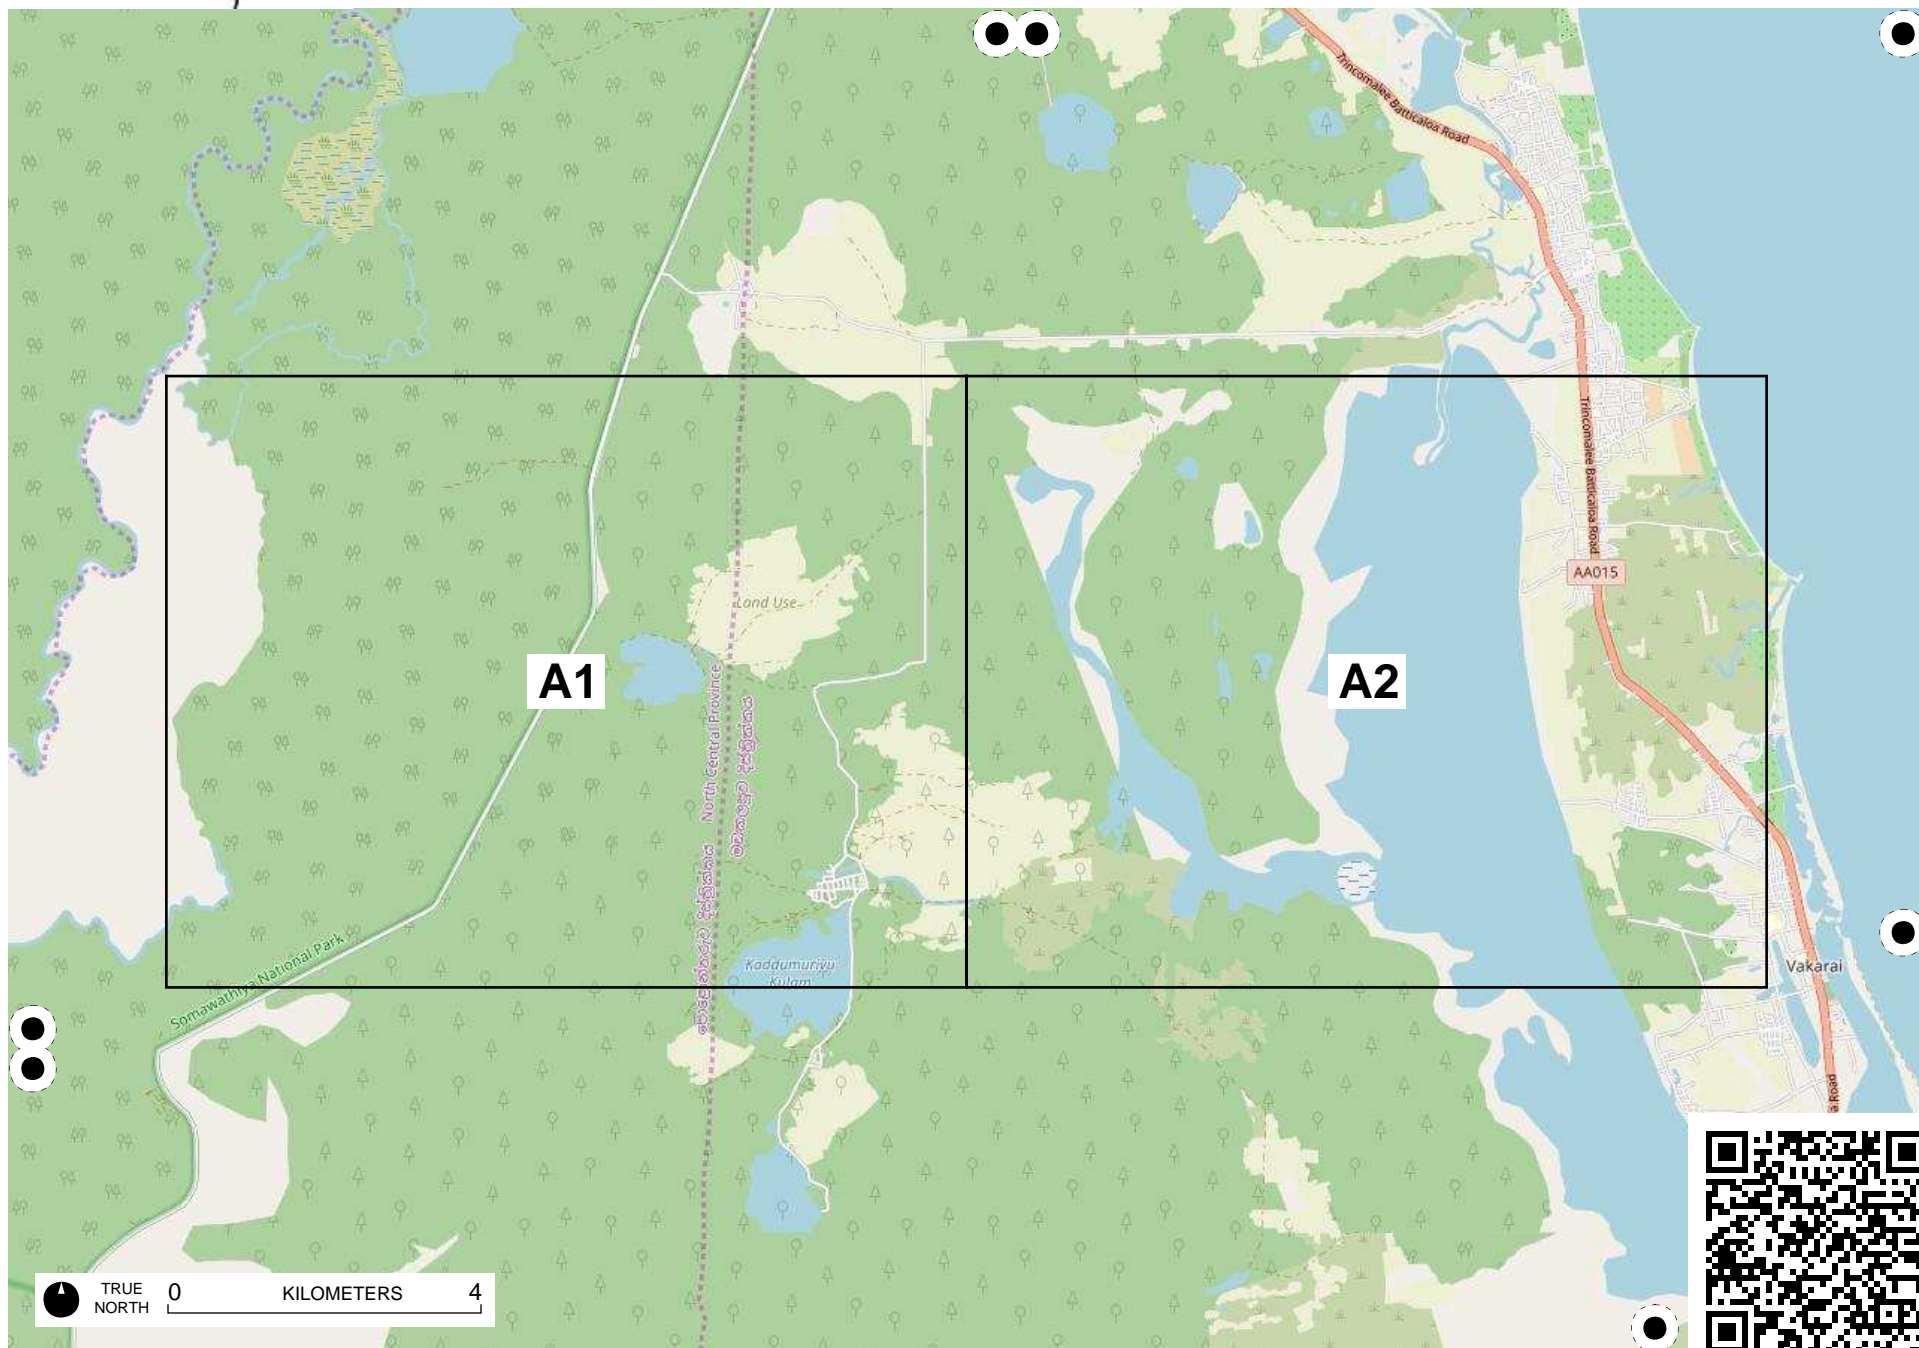 Trincomalee Batticaloa Road
Trincomalee Batticaloa Road
AA015
Land Use
A1
A2
North Central Province
Kaddumurivu
Kulam
Somawathiya National Park
Vakarai
a Road
TRUE
NORTH
0
KILOMETERS
4